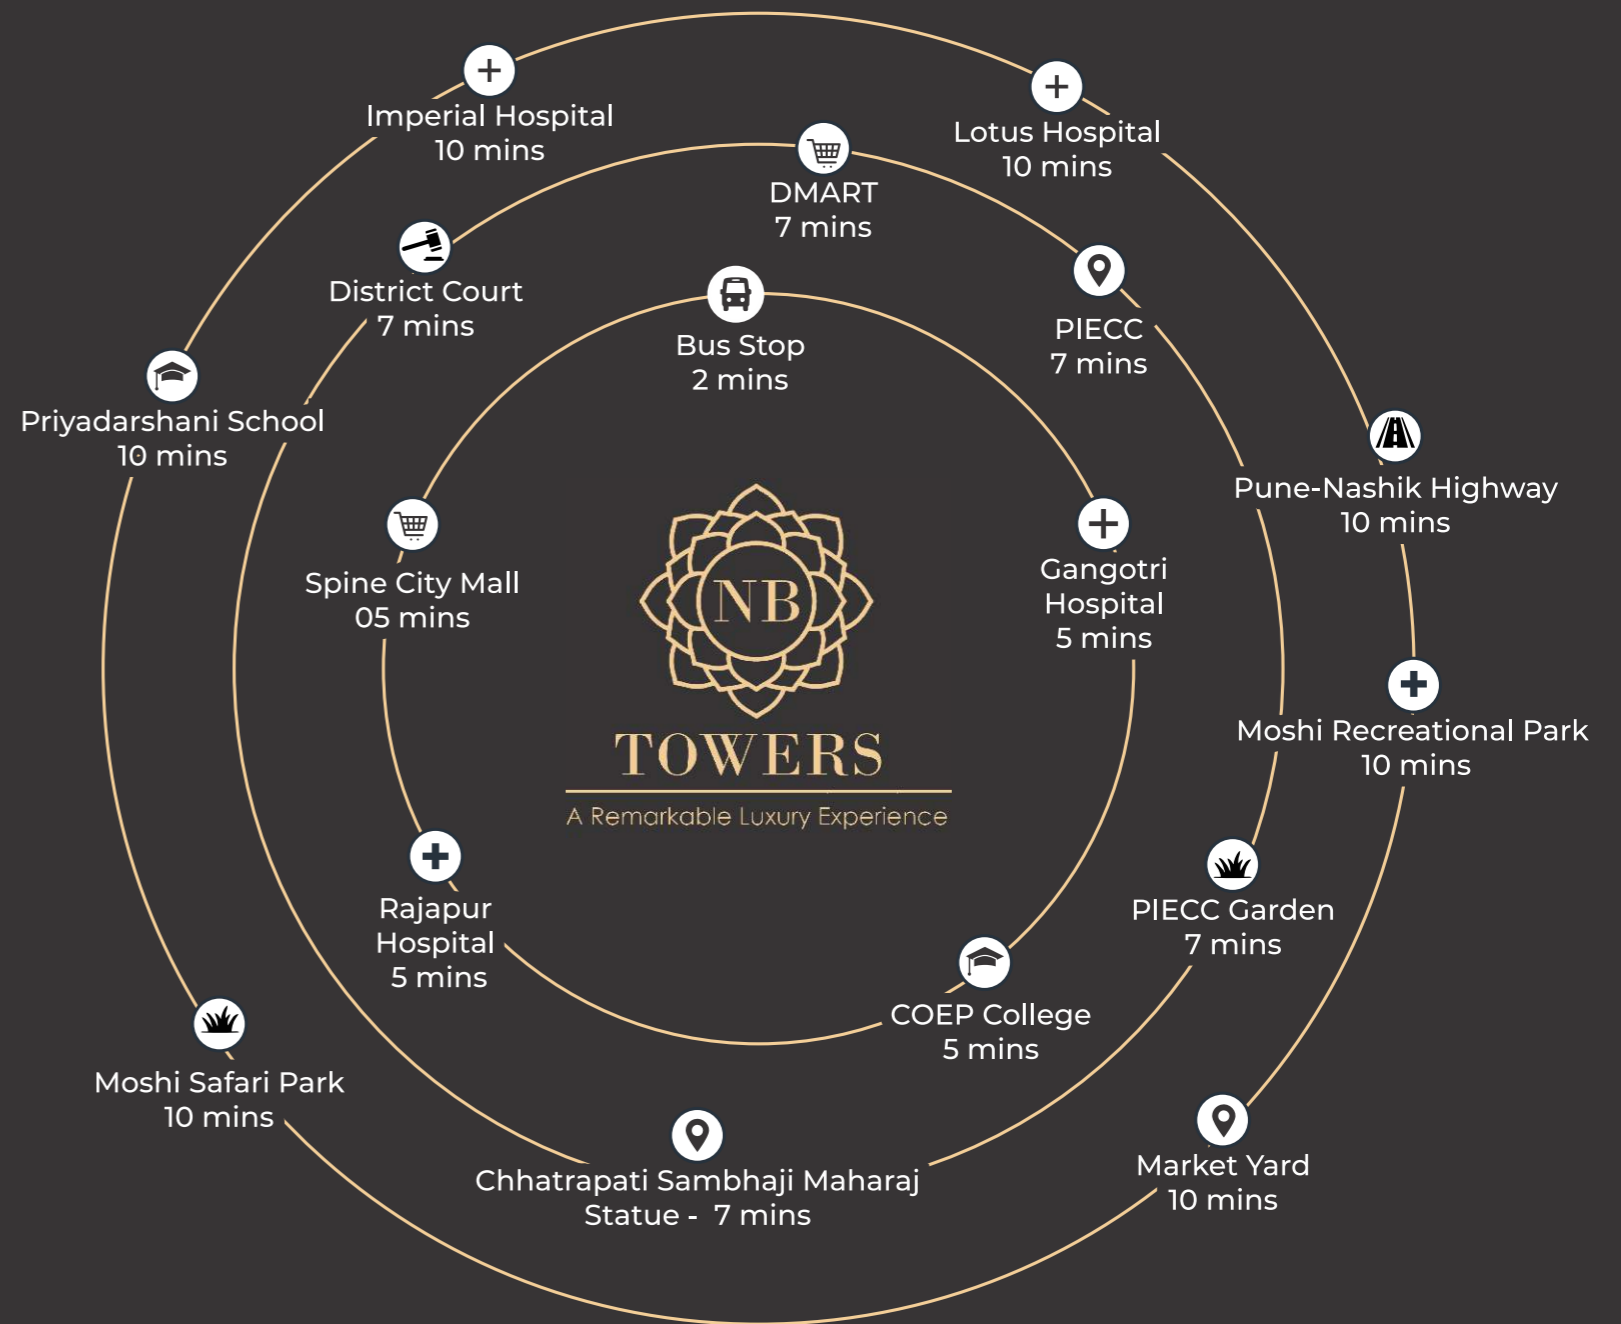 Imperial Hospital
10 mins
Lotus Hospital
10 mins
DMART
7 mins
District Court
7 mins
PIECC
7 mins
Bus Stop
2 mins
Priyadarshani School
10 mins
Pune-Nashik Highway
10 mins
Spine City Mall
05 mins
Gangotri
Hospital
5 mins
NB
TOWERS
A Remarkable Luxury Experience
Moshi Recreational Park
10 mins
Rajapur
Hospital
5 mins
PIECC Garden
7 mins
COEP College
5 mins
Moshi Safari Park
10 mins
Chhatrapati Sambhaji Maharaj
Statue - 7 mins
Market Yard
10 mins